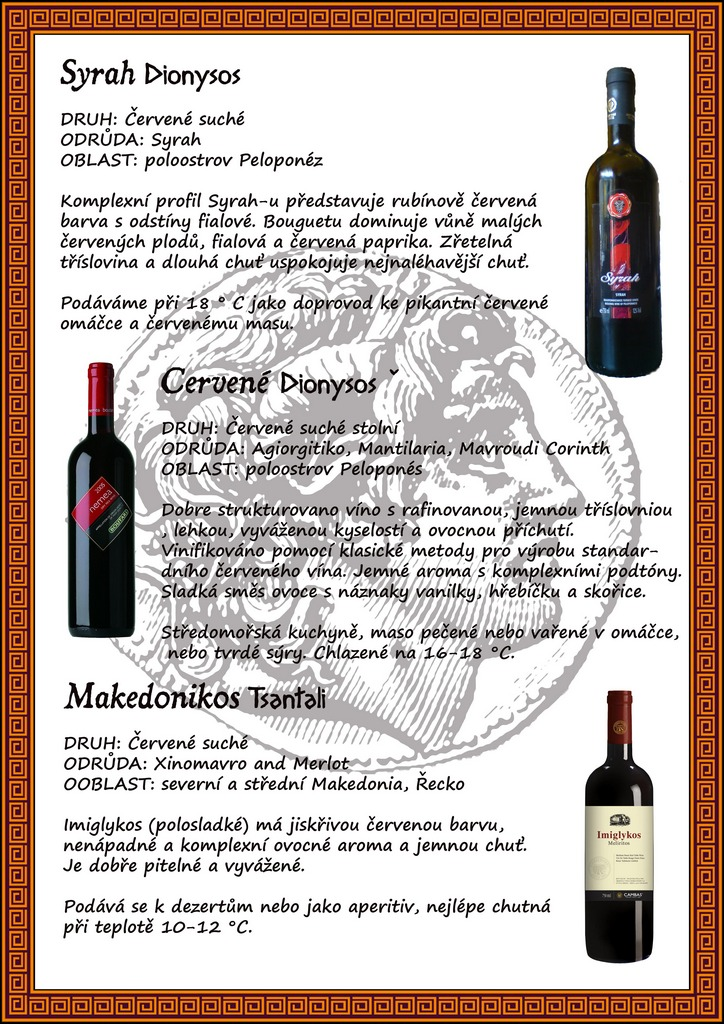 Syrah Dionysos
DRUH: Červené suché
ODRŮDA: Syrah
OBLAST: poloostrov Peloponéz
Komplexní profil Syrah-u představuje rubínově červená
barva s odstíny fialové. Bouguetu dominuje vůně malých
červených plodů, fialová a červená paprika. Zřetelná
tříslovina a dlouhá chuť uspokojuje nejnaléhavější chuť.
Podáváme při 18 ° C jako doprovod ke pikantní červené
omáčce a červenému masu.
Syrah
SYRAH
nemea
2005
Cervené Dionysos ˇ
DRUH: Červené suché stolní
ODRŮDA: Agiorgitiko, Mantilaria, Mavroudi Corinth
OBLAST: poloostrov Peloponés
Dobre strukturovano víno s rafinovanou, jemnou tříslovniou
, lehkou, vyváženou kyselostí a ovocnou příchutí.
Vinifikováno pomocí klasické metody pro výrobu standar-
dního červeného vína. Jemné aroma s komplexními podtóny.
Sladká směs ovoce s náznaky vanilky, hřebíčku a skořice.
Středomořská kuchyně, maso pečené nebo vařené v omáčce,
nebo tvrdé sýry. Chlazené na 16-18 °C.
Makedonikos Tsantali
DRUH: Červené suché
ODRŮDA: Xinomavro and Merlot
OOBLAST: severní a střední Makedonia, Řecko
Imiglykos (polosladké) má jiskřivou červenou barvu,
nenápadné a komplexní ovocné aroma a jemnou chuť.
Je dobře pitelné a vyvážené.
Podává se k dezertům nebo jako aperitiv, nejlépe chutná
při teplotě 10-12 °C.
Imiglykos
CAMBAS